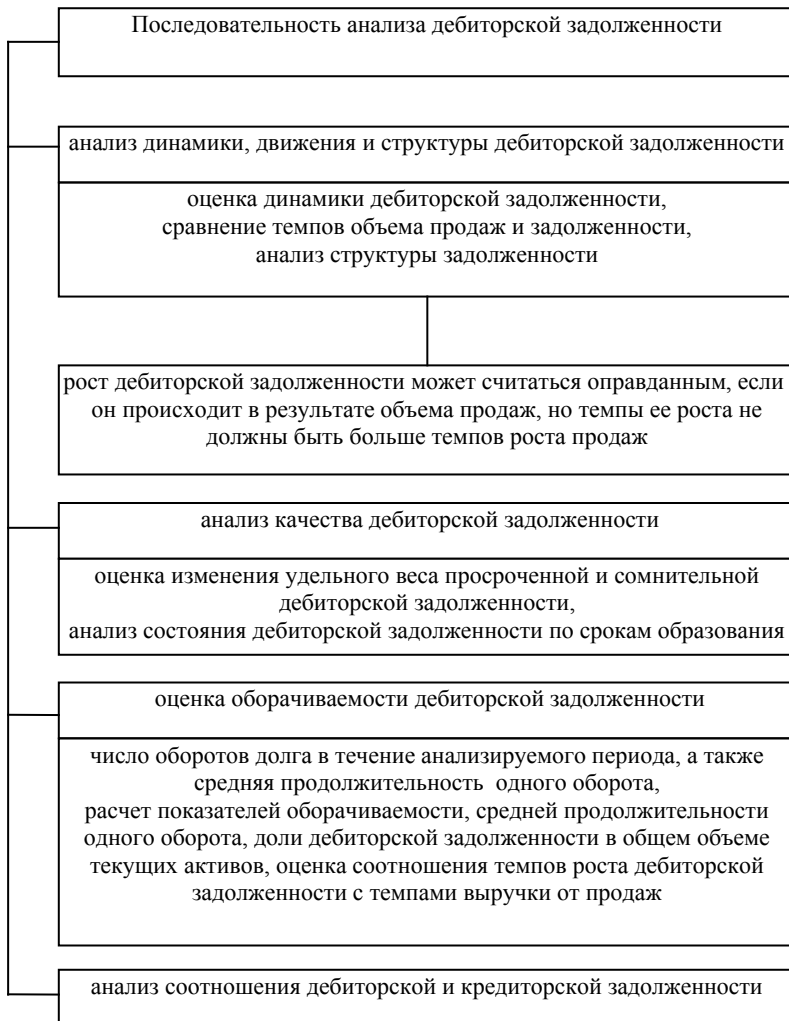 Последовательность анализа дебиторской задолженности
анализ динамики, движения и структуры дебиторской задолженности
оценка динамики дебиторской задолженности,
сравнение темпов объема продаж и задолженности,
анализ структуры задолженности
рост дебиторской задолженности может считаться оправданным, если
он происходит в результате объема продаж, но темпы ее роста не
должны быть больше темпов роста продаж
анализ качества дебиторской задолженности
оценка изменения удельного веса просроченной и сомнительной
дебиторской задолженности,
анализ состояния дебиторской задолженности по срокам образования
оценка оборачиваемости дебиторской задолженности
число оборотов долга в течение анализируемого периода, а также
средняя продолжительность одного оборота,
расчет показателей оборачиваемости, средней продолжительности
одного оборота, доли дебиторской задолженности в общем объеме
текущих активов, оценка соотношения темпов роста дебиторской
задолженности с темпами выручки от продаж
анализ соотношения дебиторской и кредиторской задолженности